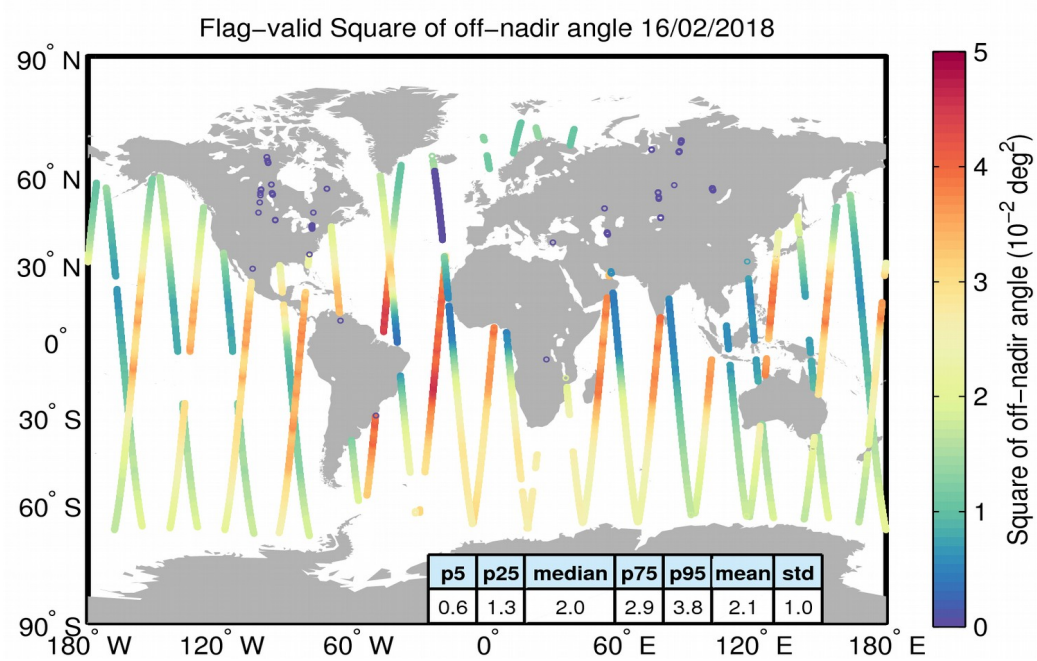 Flag−valid Square of off−nadir angle 16/02/2018
90° N
60° N
30° N
0°
30° S
60° S
90° S
180° W
120° W
60° W
0°
60° E
120° E
180° E
p5 p25 median p75 p95 mean std
0.6 1.3 2.0 2.9 3.8 2.1 1.0
5
4
3
2
1
0
Square of off−nadir angle (10⁻² deg²)